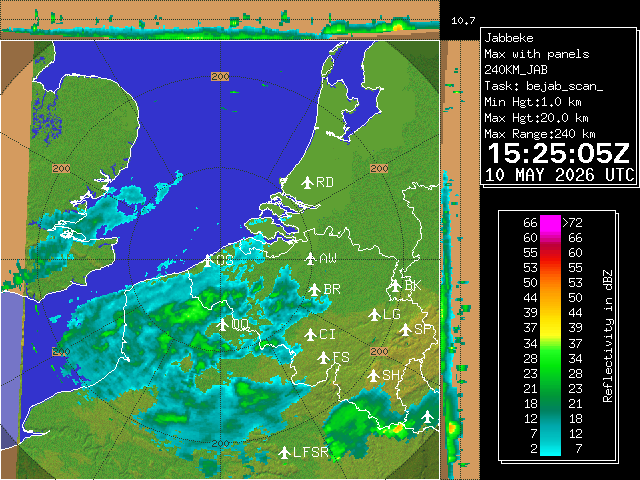 10.7
Jabbeke
Max with panels
240KM_JAB
Task: bejab_scan_
Min Hgt:1.0 km
Max Hgt:20.0 km
Max Range:240 km
15:25:05Z
10 MAY 2026 UTC
200
200
200
RD
OS
AW
BR
BK
LG
QO
CI
SP
FS
200
200
SH
200
LFSR
66 >72
60 66
55 60
53 55
50 53
44 50
39 44
37 39
34 37
28 34
23 28
21 23
18 21
12 18
7 12
2 7
Reflectivity in dBZ